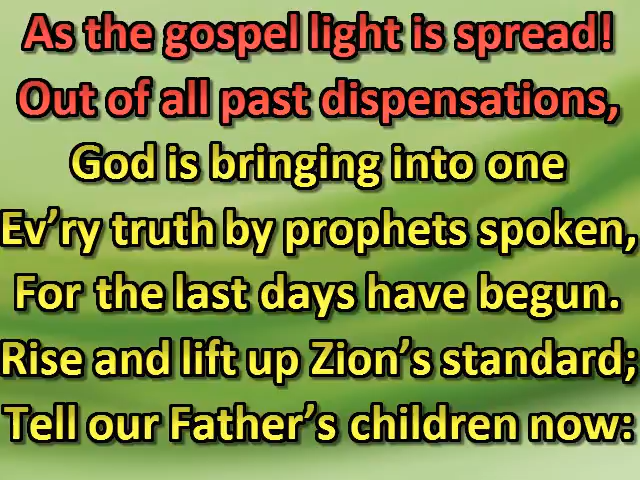 As the gospel light is spread!
Out of all past dispensations,
God is bringing into one
Ev’ry truth by prophets spoken,
For the last days have begun.
Rise and lift up Zion’s standard;
Tell our Father’s children now: